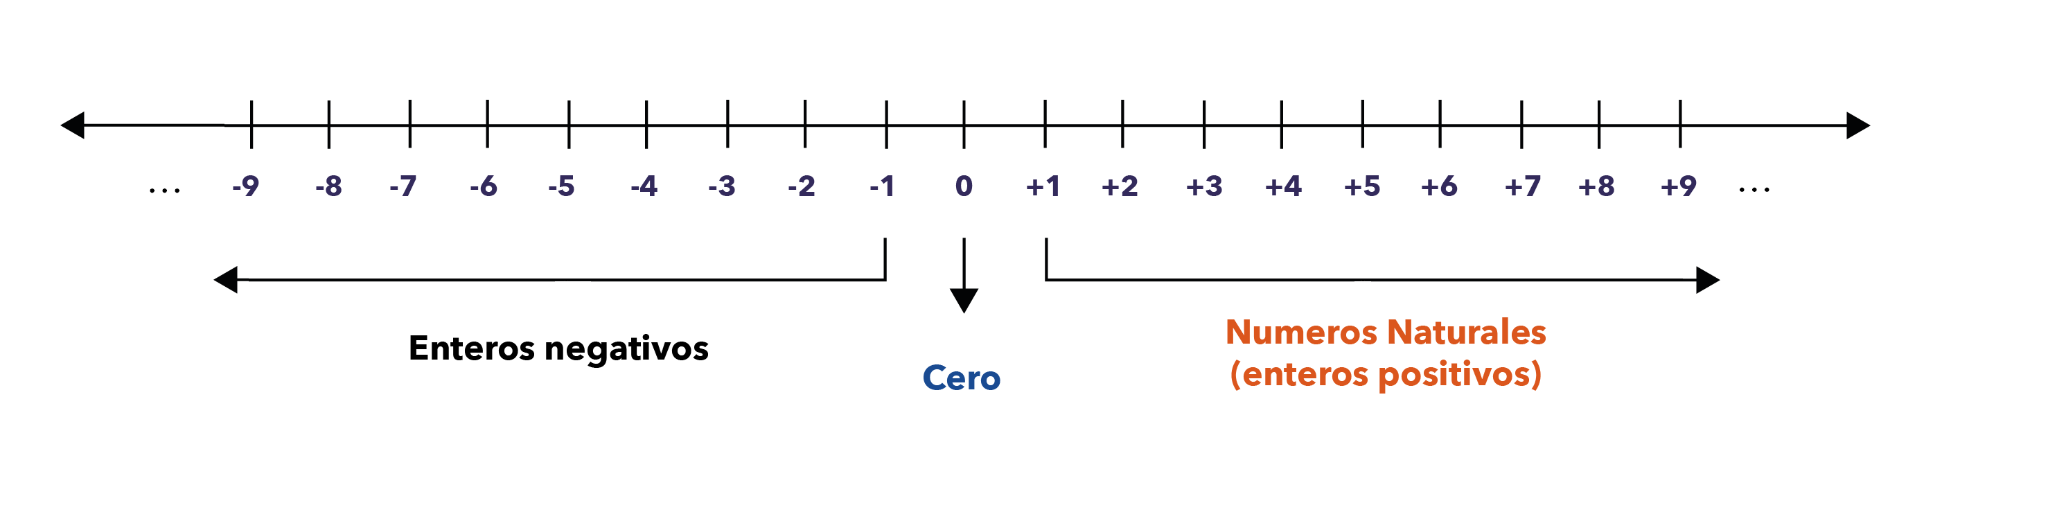 ... -9 -8 -7 -6 -5 -4 -3 -2 -1 0 +1 +2 +3 +4 +5 +6 +7 +8 +9 ...
Enteros negativos
Cero
Numeros Naturales
(enteros positivos)